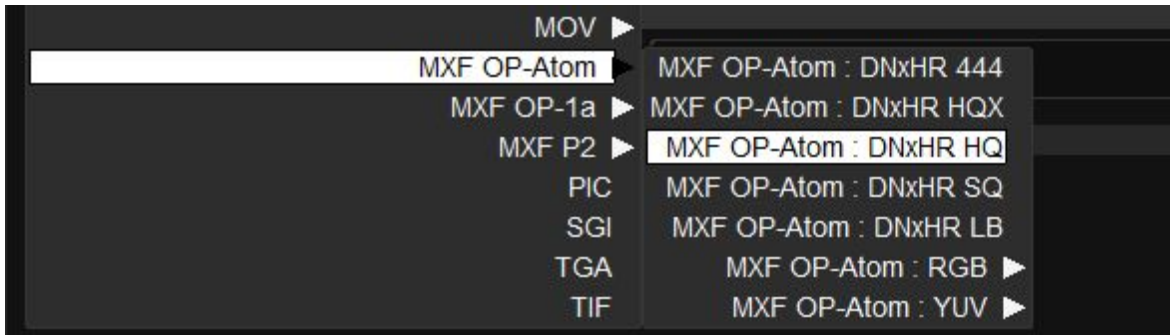 MOV
MXF OP-Atom
MXF OP-1a
MXF P2
PIC
SGI
TGA
TIF
MXF OP-Atom : DNxHR 444
MXF OP-Atom : DNxHR HQX
MXF OP-Atom : DNxHR HQ
MXF OP-Atom : DNxHR SQ
MXF OP-Atom : DNxHR LB
MXF OP-Atom : RGB
MXF OP-Atom : YUV